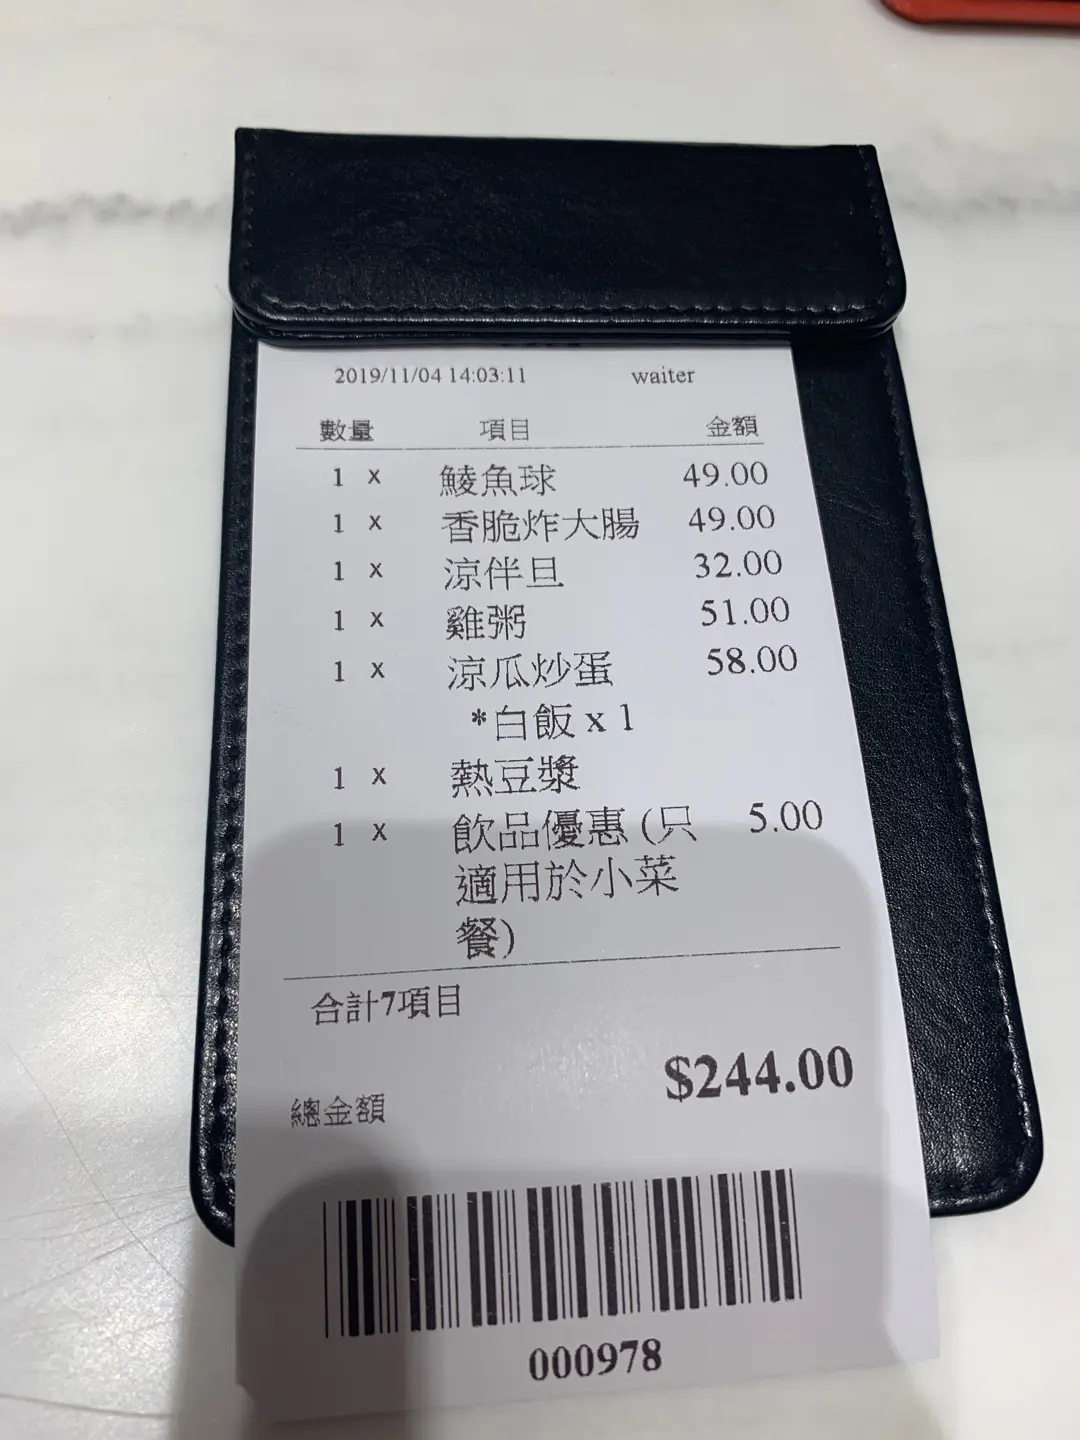 2019/11/04 14:03:11 waiter
數量 項目 金額
1 x 鯪魚球 49.00
1 x 香脆炸大腸 49.00
1 x 涼伴旦 32.00
1 x 雞粥 51.00
1 x 涼瓜炒蛋 58.00
*白飯 x 1
1 x 熱豆漿
1 x 飲品優惠 (只 5.00
適用於小菜
餐)
合計7項目
$244.00
總金額
000978